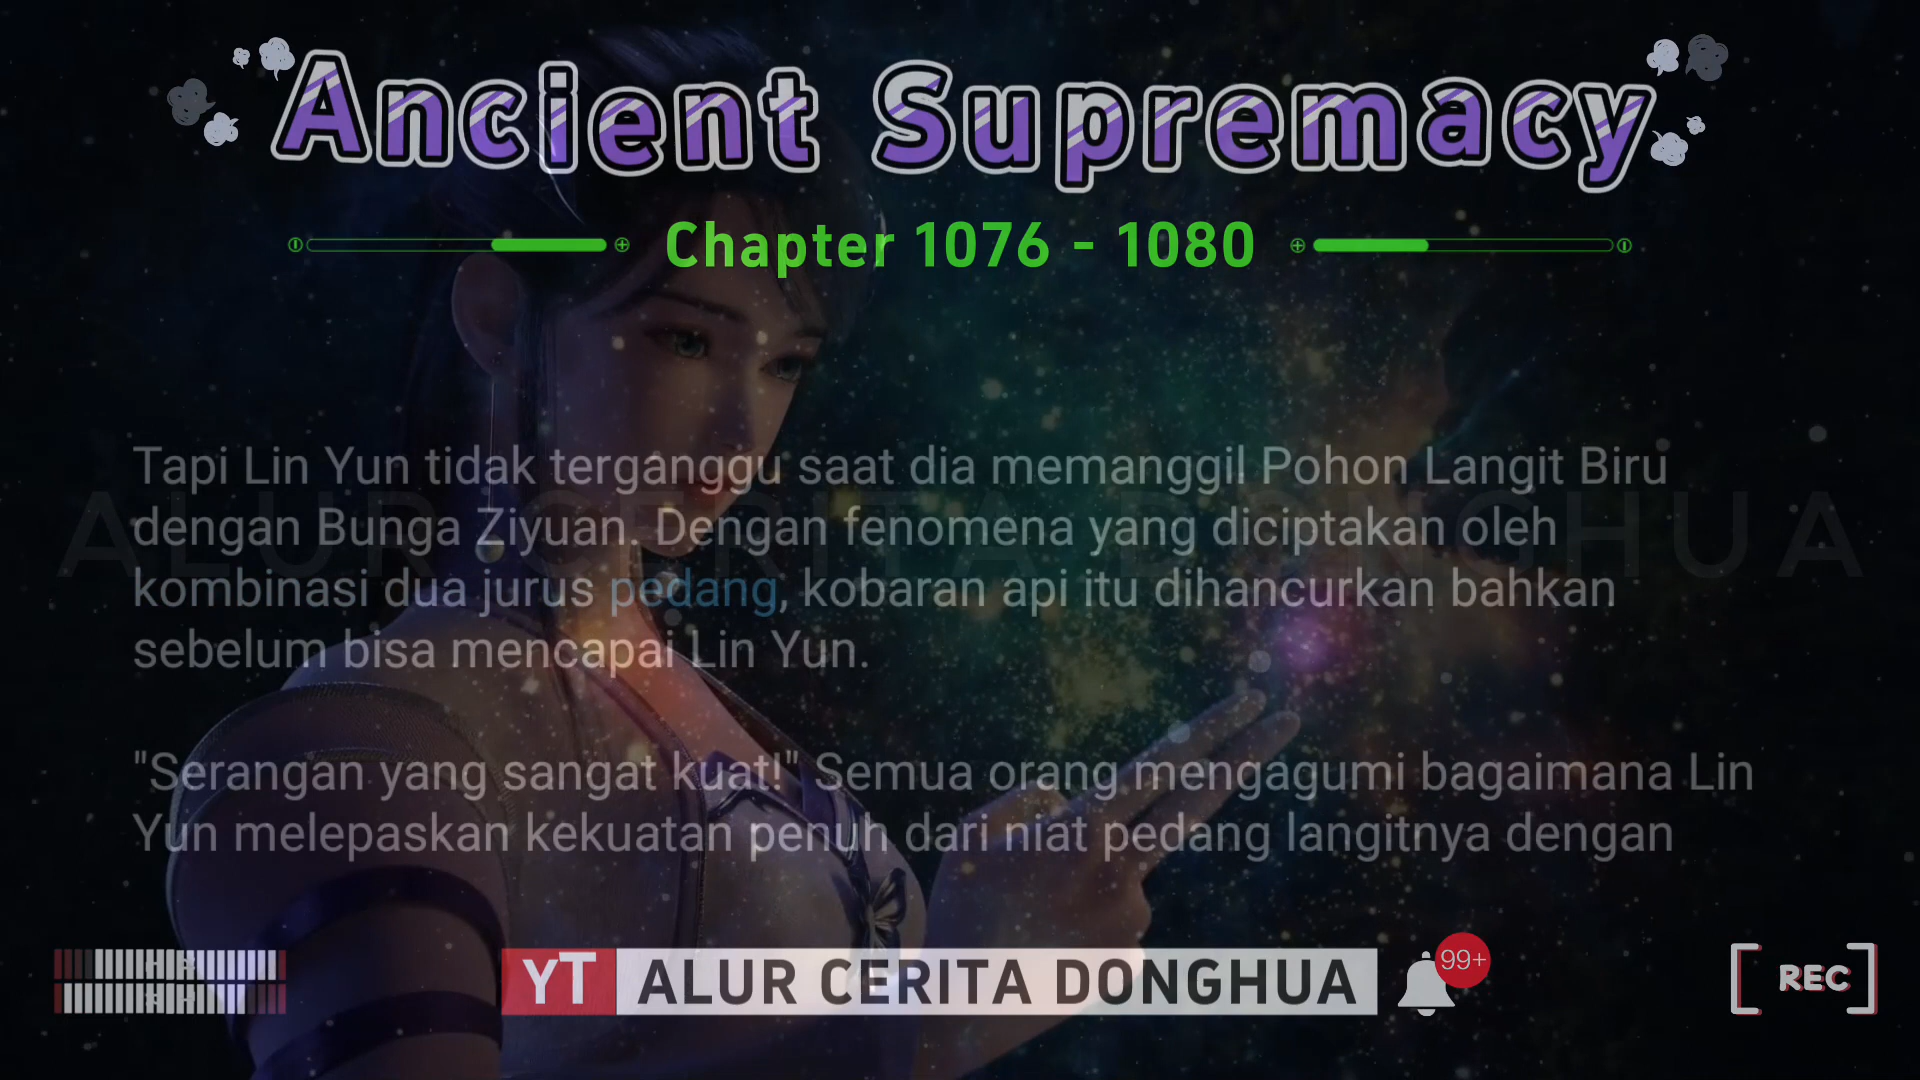 Ancient Supremacy
Chapter 1076 - 1080
Tapi Lin Yun tidak terganggu saat dia memanggil Pohon Langit Biru
dengan Bunga Ziyuan. Dengan fenomena yang diciptakan oleh
kombinasi dua jurus pedang, kobaran api itu dihancurkan bahkan
sebelum bisa mencapai Lin Yun.
ALUR CERITA DONGHUA
"Serangan yang sangat kuat!" Semua orang mengagumi bagaimana Lin
Yun melepaskan kekuatan penuh dari niat pedang langitnya dengan
YT ALUR CERITA DONGHUA 99+
REC